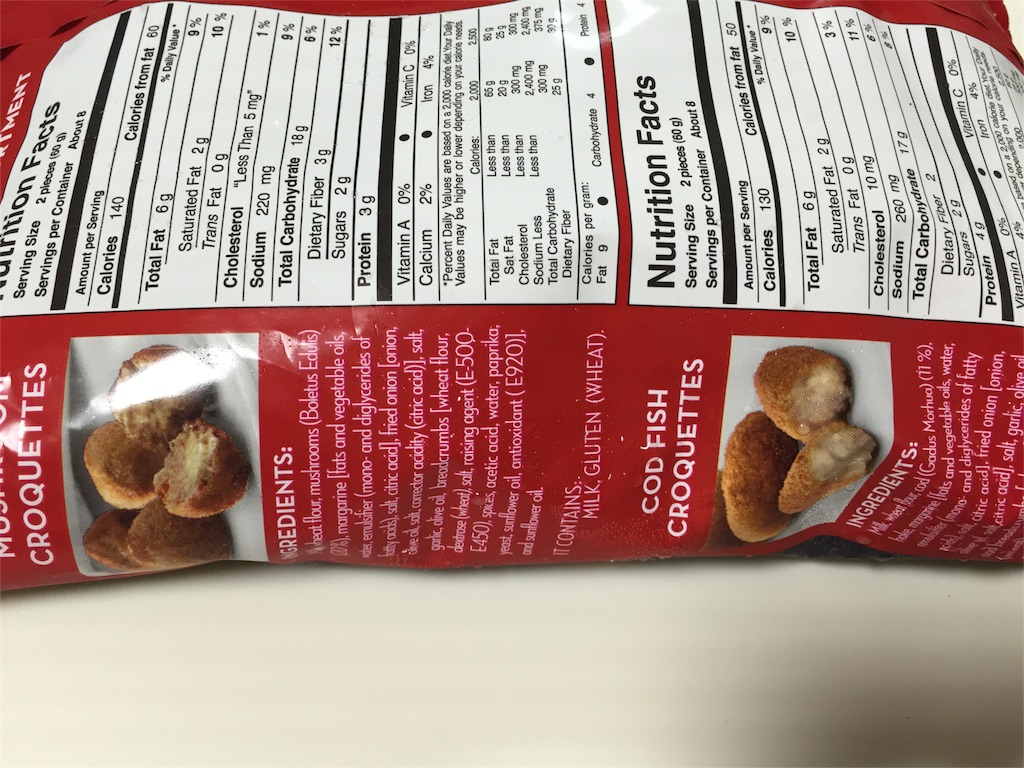 CROQUETTES
Nutrition Facts
Serving Size 2 pieces (60 g)
Servings per Container About 8
Amount per Serving
Calories 140 Calories from fat 60
% Daily Value*
Total Fat 6 g 9 %
Saturated Fat 2 g 10 %
Trans Fat 0 g
Cholesterol "Less Than 5 mg" 1 %
Sodium 220 mg 9 %
Total Carbohydrate 18 g 6 %
Dietary Fiber 3 g 12 %
Sugars 2 g
Protein 3 g
Vitamin A 0% • Vitamin C 0%
Calcium 2% • Iron 4%
*Percent Daily Values are based on a 2,000 calorie diet. Your Daily
Values may be higher or lower depending on your calorie needs.
Calories: 2,000 2,500
Total Fat Less than 65 g 80 g
Sat Fat Less than 20 g 25 g
Cholesterol Less than 300 mg 300 mg
Sodium Less Less than 2,400 mg 2,400 mg
Total Carbohydrate 300 mg 375 mg
Dietary Fiber 25 g 30 g
Calories per gram:
Fat 9 • Carbohydrate 4 • Protein 4
mushrooms (Boletus Edulis)
margarine [fats and vegetable oils,
emulsifier (mono- and diglycerides of
salt, citric acid], fried onion [onion,
olive oil, salt, corrector acidity (citric acid)], salt,
garlic, olive oil, breadcrumbs [wheat flour,
dextrose (wheat), salt, raising agent (E-500-
E-450), spices, acetic acid, water, paprika,
yeast, sunflower oil, antioxidant (E920)],
and sunflower oil.
IT CONTAINS:
MILK, GLUTEN (WHEAT).
COD FISH
CROQUETTES
Nutrition Facts
Serving Size 2 pieces (60 g)
Servings per Container About 8
Amount per Serving
Calories 130 Calories from fat 50
% Daily Value*
Total Fat 6 g 9 %
Saturated Fat 2 g 10 %
Trans Fat 0 g
Cholesterol 10 mg 3 %
Sodium 260 mg 11 %
Total Carbohydrate 17 g 6 %
Dietary Fiber 2 8 %
Sugars 2 g
Protein 4 g
Vitamin A 0% • Vitamin C 0%
4% • Iron 4%
INGREDIENTS:
Milk, wheat flour, cod (Gadus Morhua) (11 %),
margarine [fats and vegetable oils, water,
(mono- and diglycerides of fatty
citric acid], fried onion [onion,
salt, garlic, olive oil